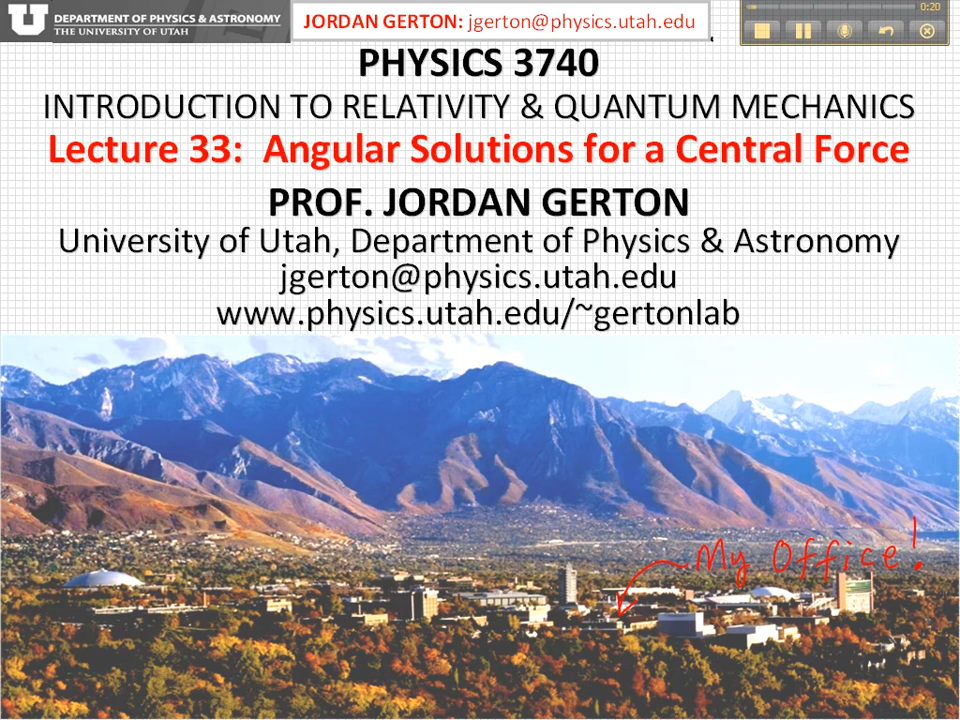 DEPARTMENT OF PHYSICS & ASTRONOMY
THE UNIVERSITY OF UTAH
JORDAN GERTON: jgerton@physics.utah.edu
0:20
PHYSICS 3740
INTRODUCTION TO RELATIVITY & QUANTUM MECHANICS
Lecture 33: Angular Solutions for a Central Force
PROF. JORDAN GERTON
University of Utah, Department of Physics & Astronomy
jgerton@physics.utah.edu
www.physics.utah.edu/~gertonlab
My Office!